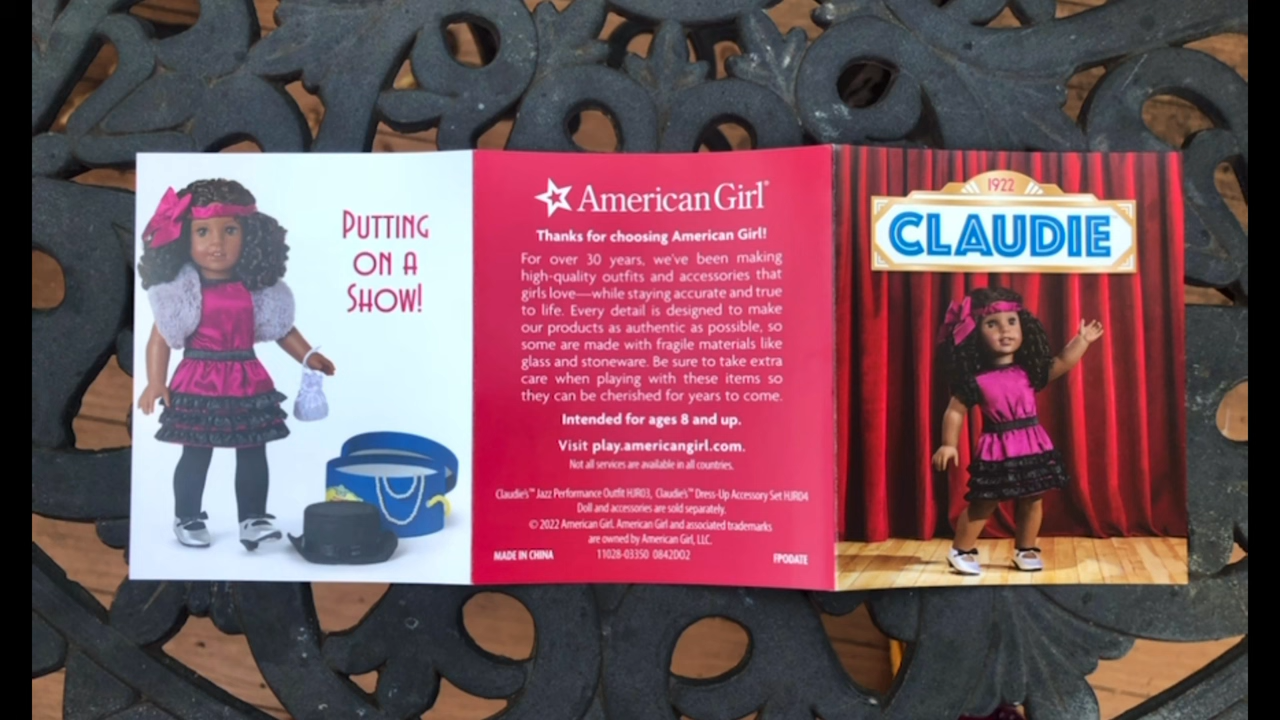 PUTTING
ON A
SHOW!
American Girl®
Thanks for choosing American Girl!
For over 30 years, we've been making
high-quality outfits and accessories that
girls love—while staying accurate and true
to life. Every detail is designed to make
our products as authentic as possible, so
some are made with fragile materials like
glass and stoneware. Be sure to take extra
care when playing with these items so
they can be cherished for years to come.
Intended for ages 8 and up.
Visit play.americangirl.com.
Not all services are available in all countries.
Claudie's™ Jazz Performance Outfit HJR03, Claudie's™ Dress-Up Accessory Set HJR04
Doll and accessories are sold separately.
© 2022 American Girl. American Girl and associated trademarks
are owned by American Girl, LLC.
MADE IN CHINA 11028-03350 0842D02 FPODATE
1922
CLAUDIE™